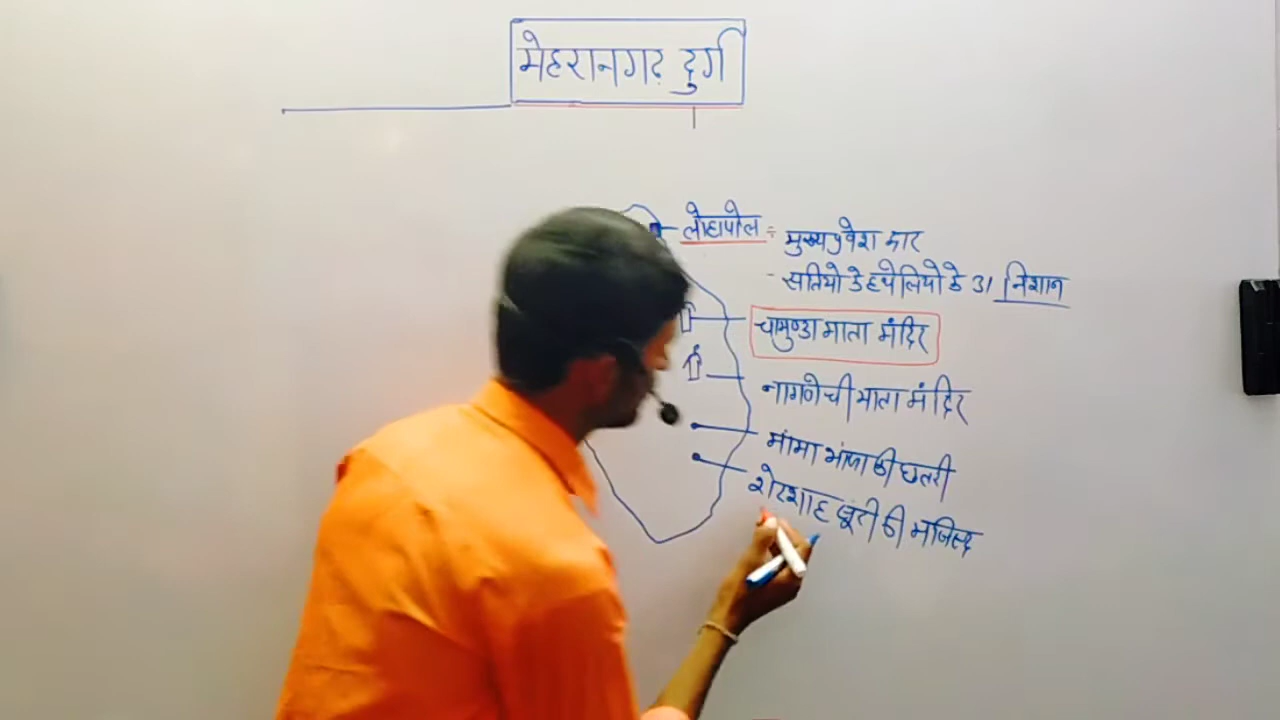 मेहरानगढ़ दुर्ग
लोहापोल ÷ मुख्य प्रवेश द्वार
- सतियो के हथेलियो के 31 निशान
चामुण्डा माता मंदिर
नागणेची माता मंदिर
मामा भांजा की छतरी
शेरशाह सूरी की मस्जिद